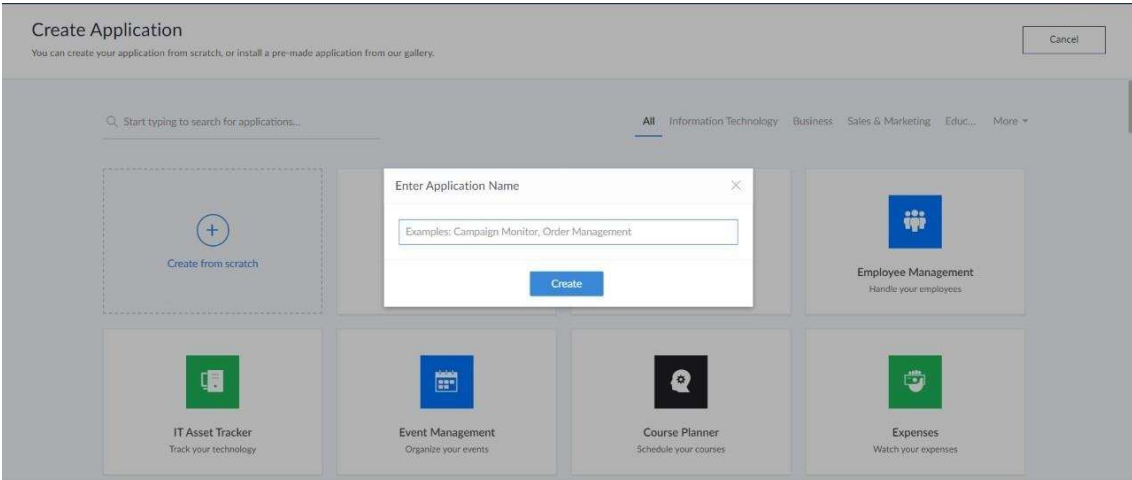 Create Application
You can create your application from scratch, or install a pre-made application from our gallery.
Cancel
Start typing to search for applications...
All Information Technology Business Sales & Marketing Educ... More
Enter Application Name
Examples: Campaign Monitor, Order Management
Create
Create from scratch
Employee Management
Handle your employees
IT Asset Tracker
Track your technology
Event Management
Organize your events
Course Planner
Schedule your courses
Expenses
Watch your expenses